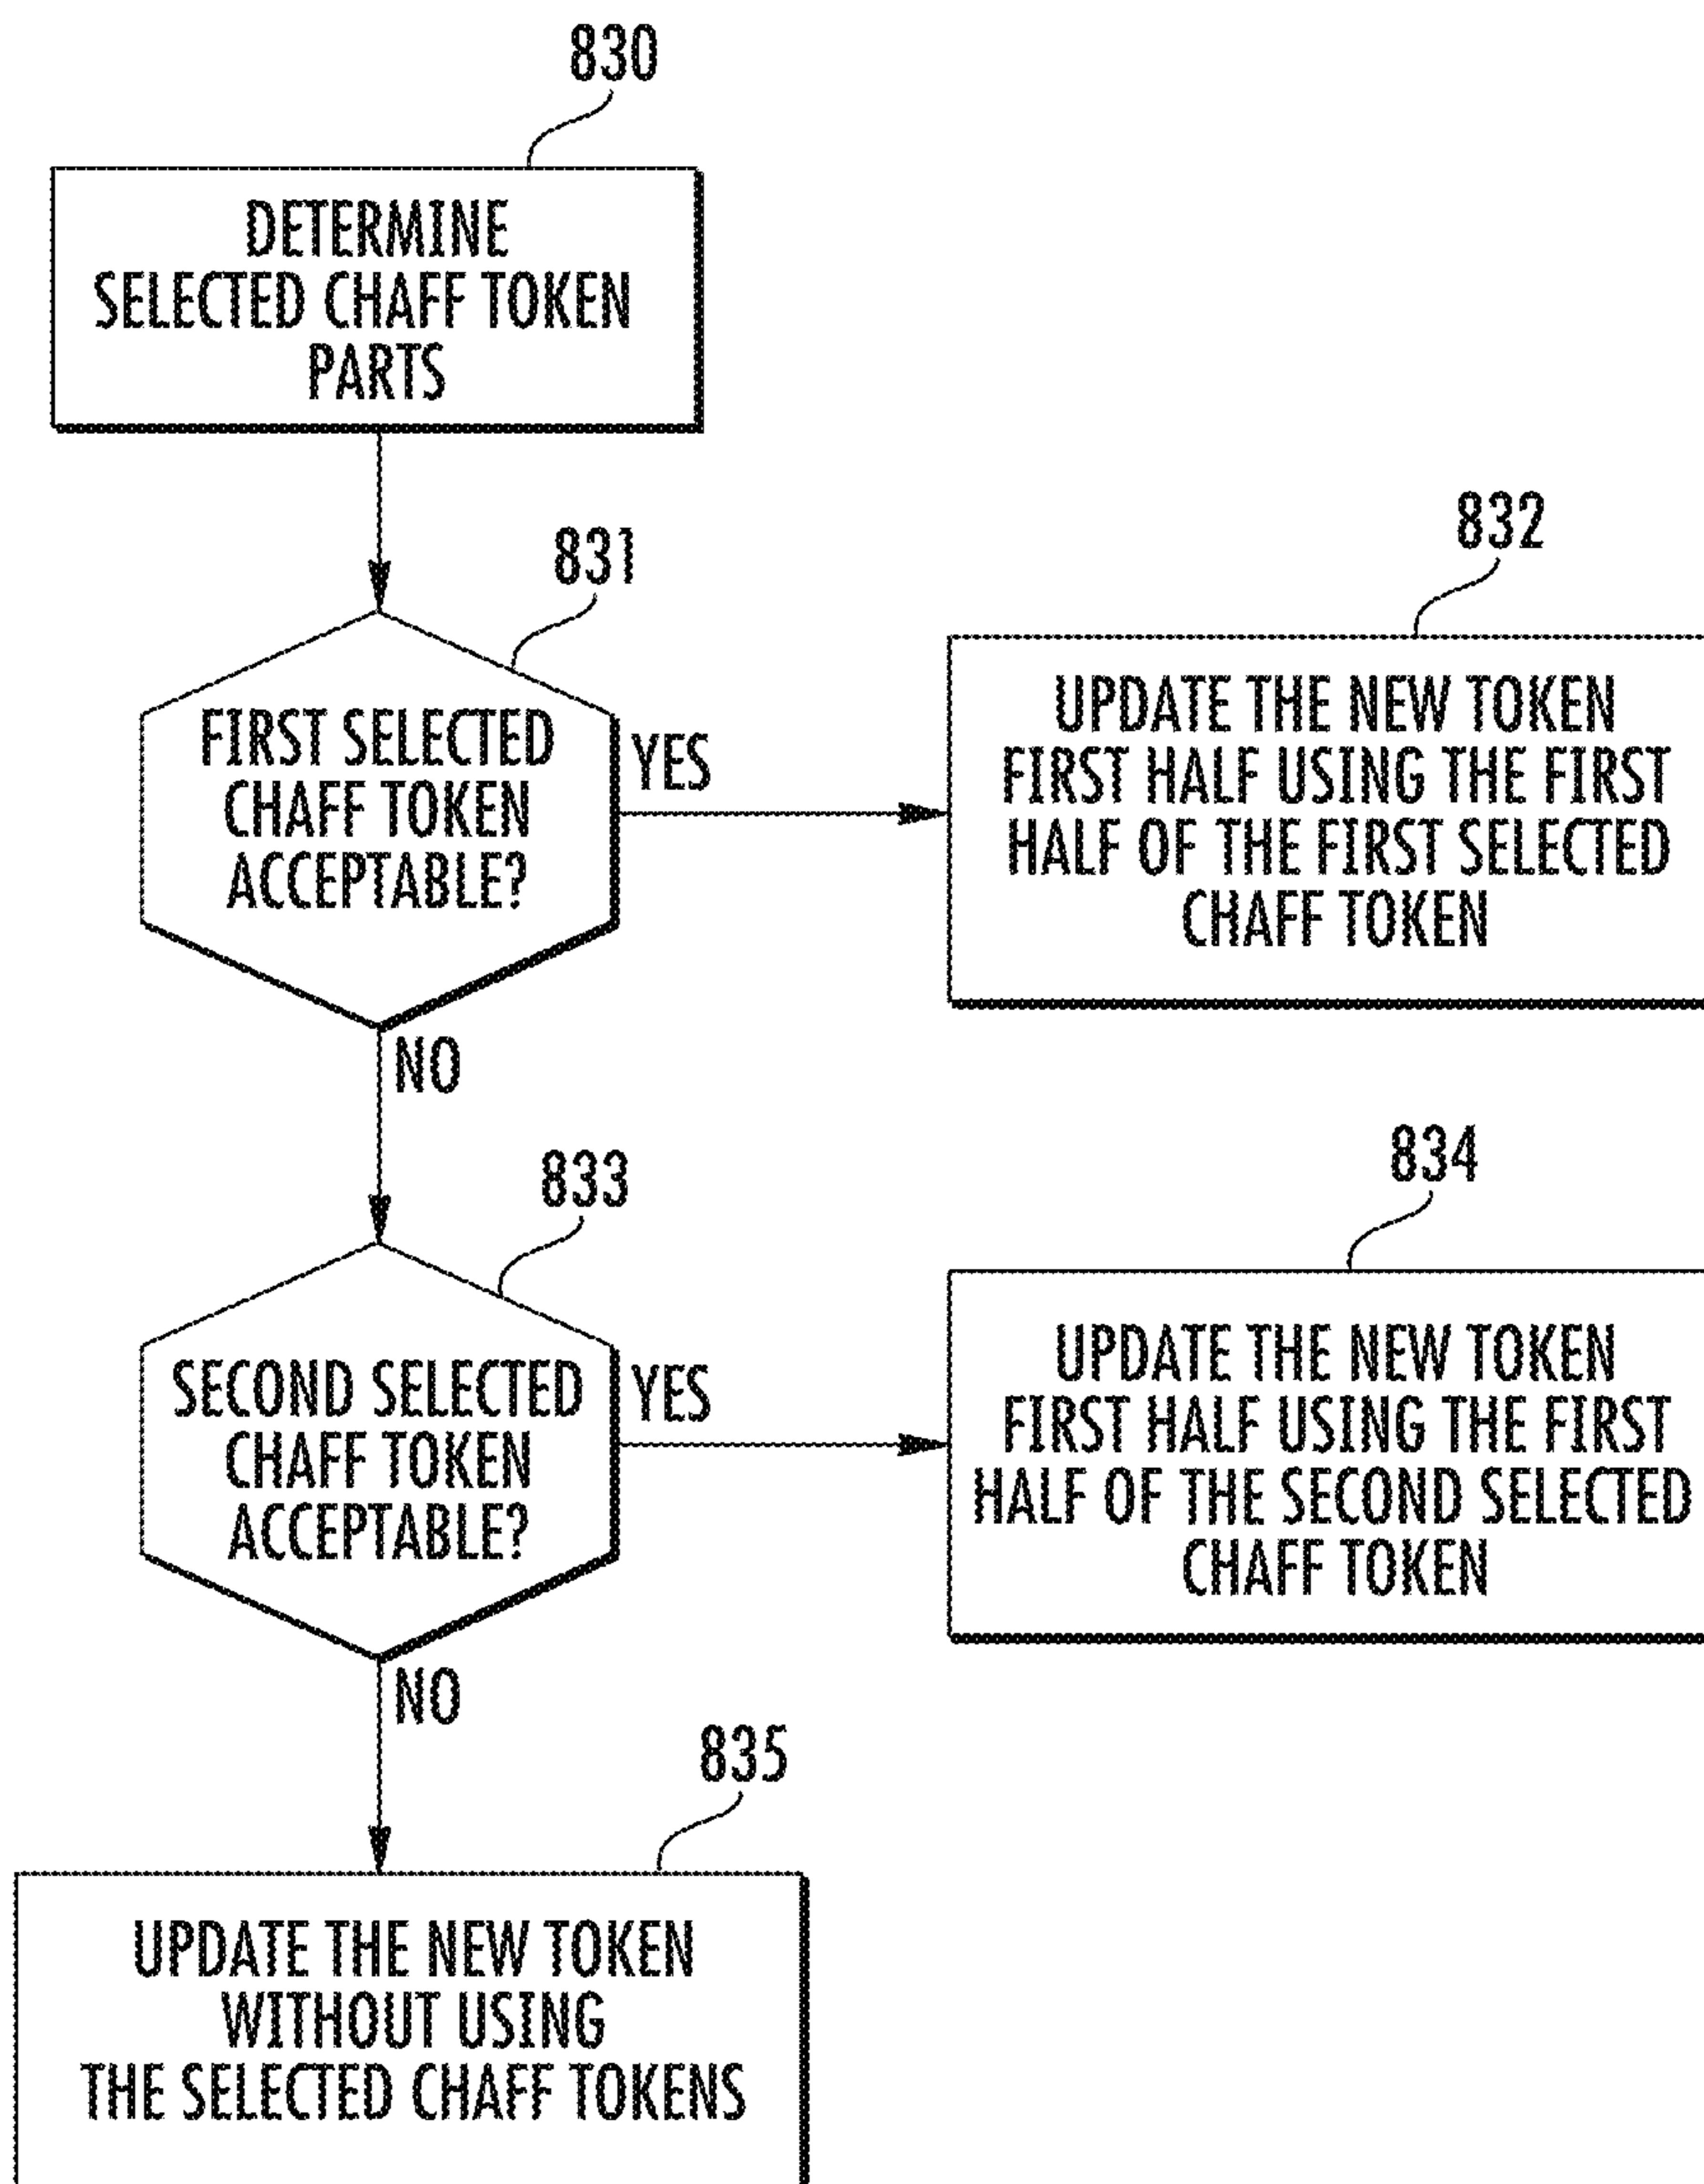 830
DETERMINE
SELECTED CHAFF TOKEN
PARTS
831
FIRST SELECTED
CHAFF TOKEN
ACCEPTABLE?
YES
832
UPDATE THE NEW TOKEN
FIRST HALF USING THE FIRST
HALF OF THE FIRST SELECTED
CHAFF TOKEN
NO
833
SECOND SELECTED
CHAFF TOKEN
ACCEPTABLE?
YES
834
UPDATE THE NEW TOKEN
FIRST HALF USING THE FIRST
HALF OF THE SECOND SELECTED
CHAFF TOKEN
NO
835
UPDATE THE NEW TOKEN
WITHOUT USING
THE SELECTED CHAFF TOKENS